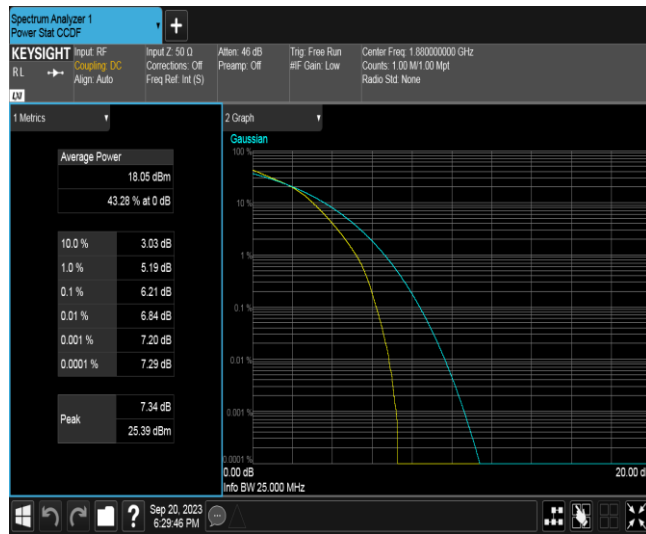 Spectrum Analyzer 1
Power Stat CCDF
+
KEYSIGHT
RL
LXI
Input: RF
Coupling: DC
Align: Auto
Input Z: 50 Ω
Corrections: Off
Freq Ref: Int (S)
Atten: 46 dB
Preamp: Off
Trig: Free Run
#IF Gain: Low
Center Freq: 1.880000000 GHz
Counts: 1.00 M/1.00 Mpt
Radio Std: None
1 Metrics
Average Power
18.05 dBm
43.28 % at 0 dB
10.0 % 3.03 dB
1.0 % 5.19 dB
0.1 % 6.21 dB
0.01 % 6.84 dB
0.001 % 7.20 dB
0.0001 % 7.29 dB
Peak
7.34 dB
25.39 dBm
2 Graph
Gaussian
100 %
10 %
1 %
0.1 %
0.01 %
0.001 %
0.0001 %
0.00 dB
20.00 d
Info BW 25.000 MHz
?
Sep 20, 2023
6:29:46 PM